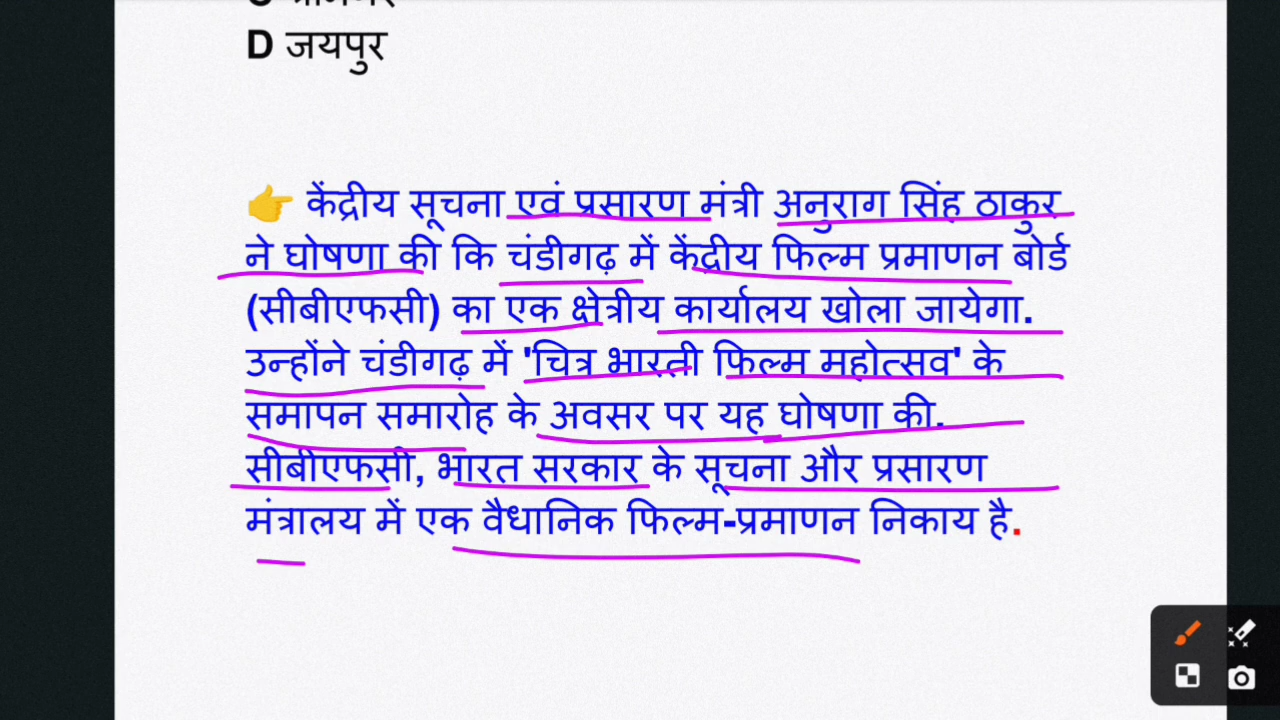 D जयपुर
👉 केंद्रीय सूचना एवं प्रसारण मंत्री अनुराग सिंह ठाकुर
ने घोषणा की कि चंडीगढ़ में केंद्रीय फिल्म प्रमाणन बोर्ड
(सीबीएफसी) का एक क्षेत्रीय कार्यालय खोला जायेगा.
उन्होंने चंडीगढ़ में 'चित्र भारती फिल्म महोत्सव' के
समापन समारोह के अवसर पर यह घोषणा की.
सीबीएफसी, भारत सरकार के सूचना और प्रसारण
मंत्रालय में एक वैधानिक फिल्म-प्रमाणन निकाय है.